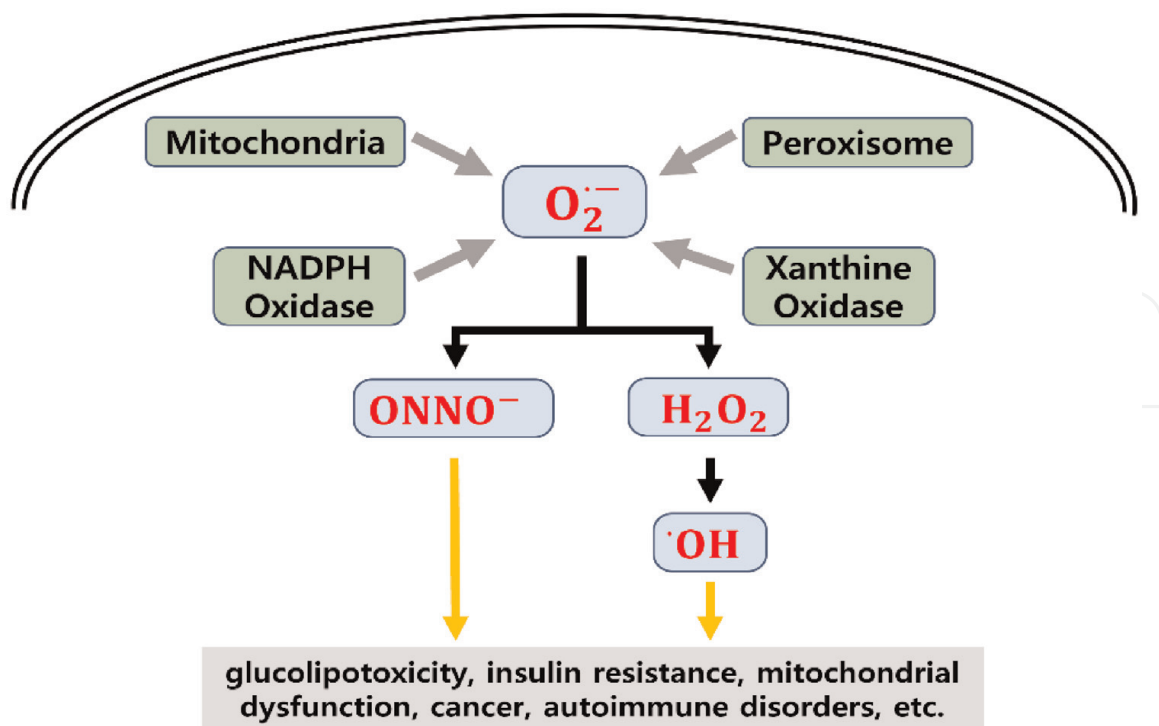 Mitochondria
Peroxisome
O₂˙⁻
NADPH
Oxidase
Xanthine
Oxidase
ONNO⁻
H₂O₂
˙OH
glucolipotoxicity, insulin resistance, mitochondrial
dysfunction, cancer, autoimmune disorders, etc.